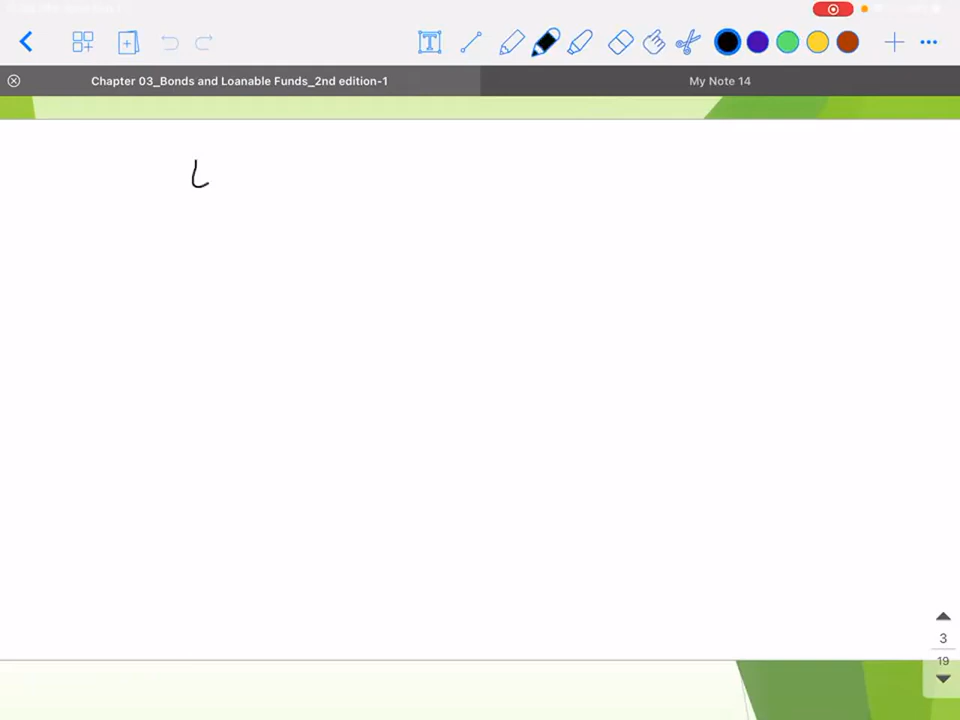 Chapter 03_Bonds and Loanable Funds_2nd edition-1
My Note 14
L
3
19